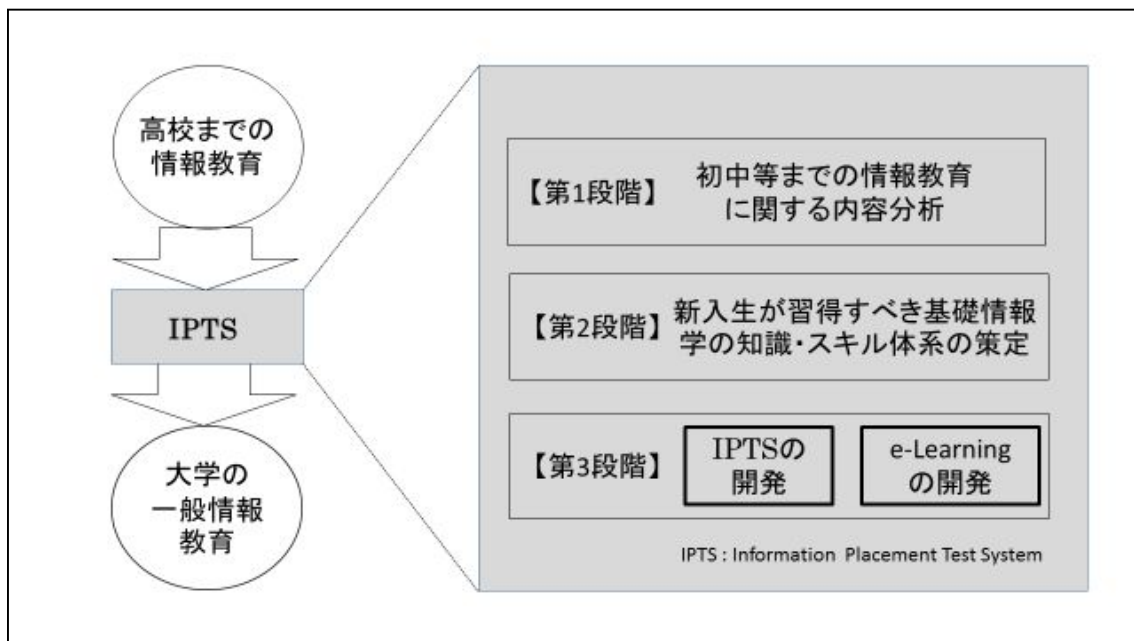 高校までの
情報教育
IPTS
大学の
一般情報
教育
【第1段階】 初中等までの情報教育
に関する内容分析
【第2段階】 新入生が習得すべき基礎情報
学の知識・スキル体系の策定
【第3段階】
IPTSの
開発
e-Learning
の開発
IPTS : Information Placement Test System